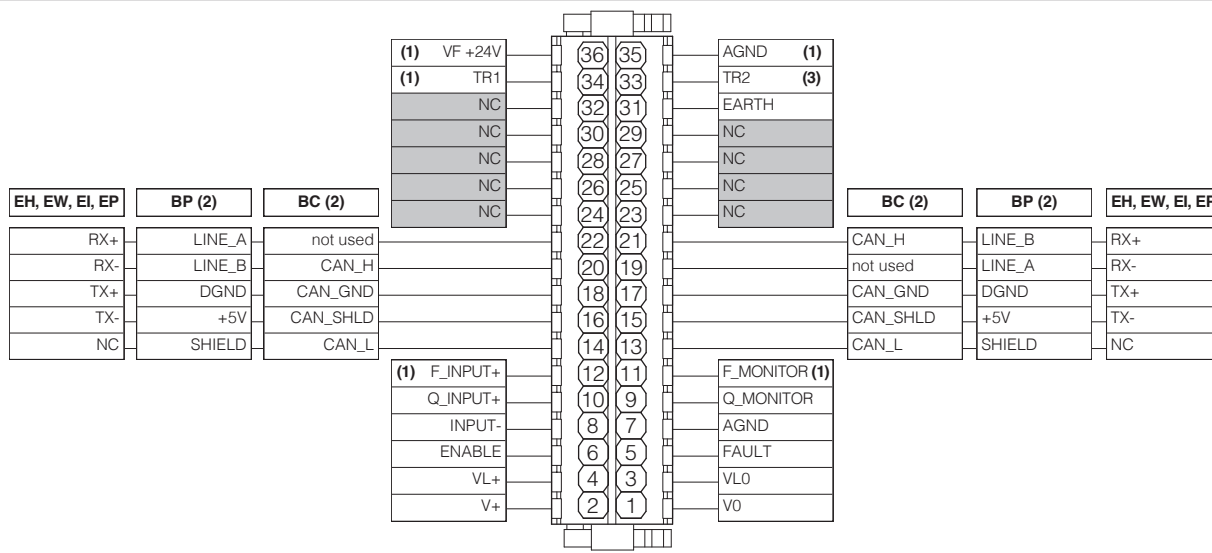 (1) VF +24V 36 35 AGND (1)
(1) TR1 34 33 TR2 (3)
NC 32 31 EARTH
NC 30 29 NC
NC 28 27 NC
NC 26 25 NC
NC 24 23 NC
EH, EW, EI, EP BP (2) BC (2) BC (2) BP (2) EH, EW, EI, EP
RX+ LINE_A not used 22 21 CAN_H LINE_B RX+
RX- LINE_B CAN_H 20 19 not used LINE_A RX-
TX+ DGND CAN_GND 18 17 CAN_GND DGND TX+
TX- +5V CAN_SHLD 16 15 CAN_SHLD +5V TX-
NC SHIELD CAN_L 14 13 CAN_L SHIELD NC
(1) F_INPUT+ 12 11 F_MONITOR (1)
Q_INPUT+ 10 9 Q_MONITOR
INPUT- 8 7 AGND
ENABLE 6 5 FAULT
VL+ 4 3 VL0
V+ 2 1 V0